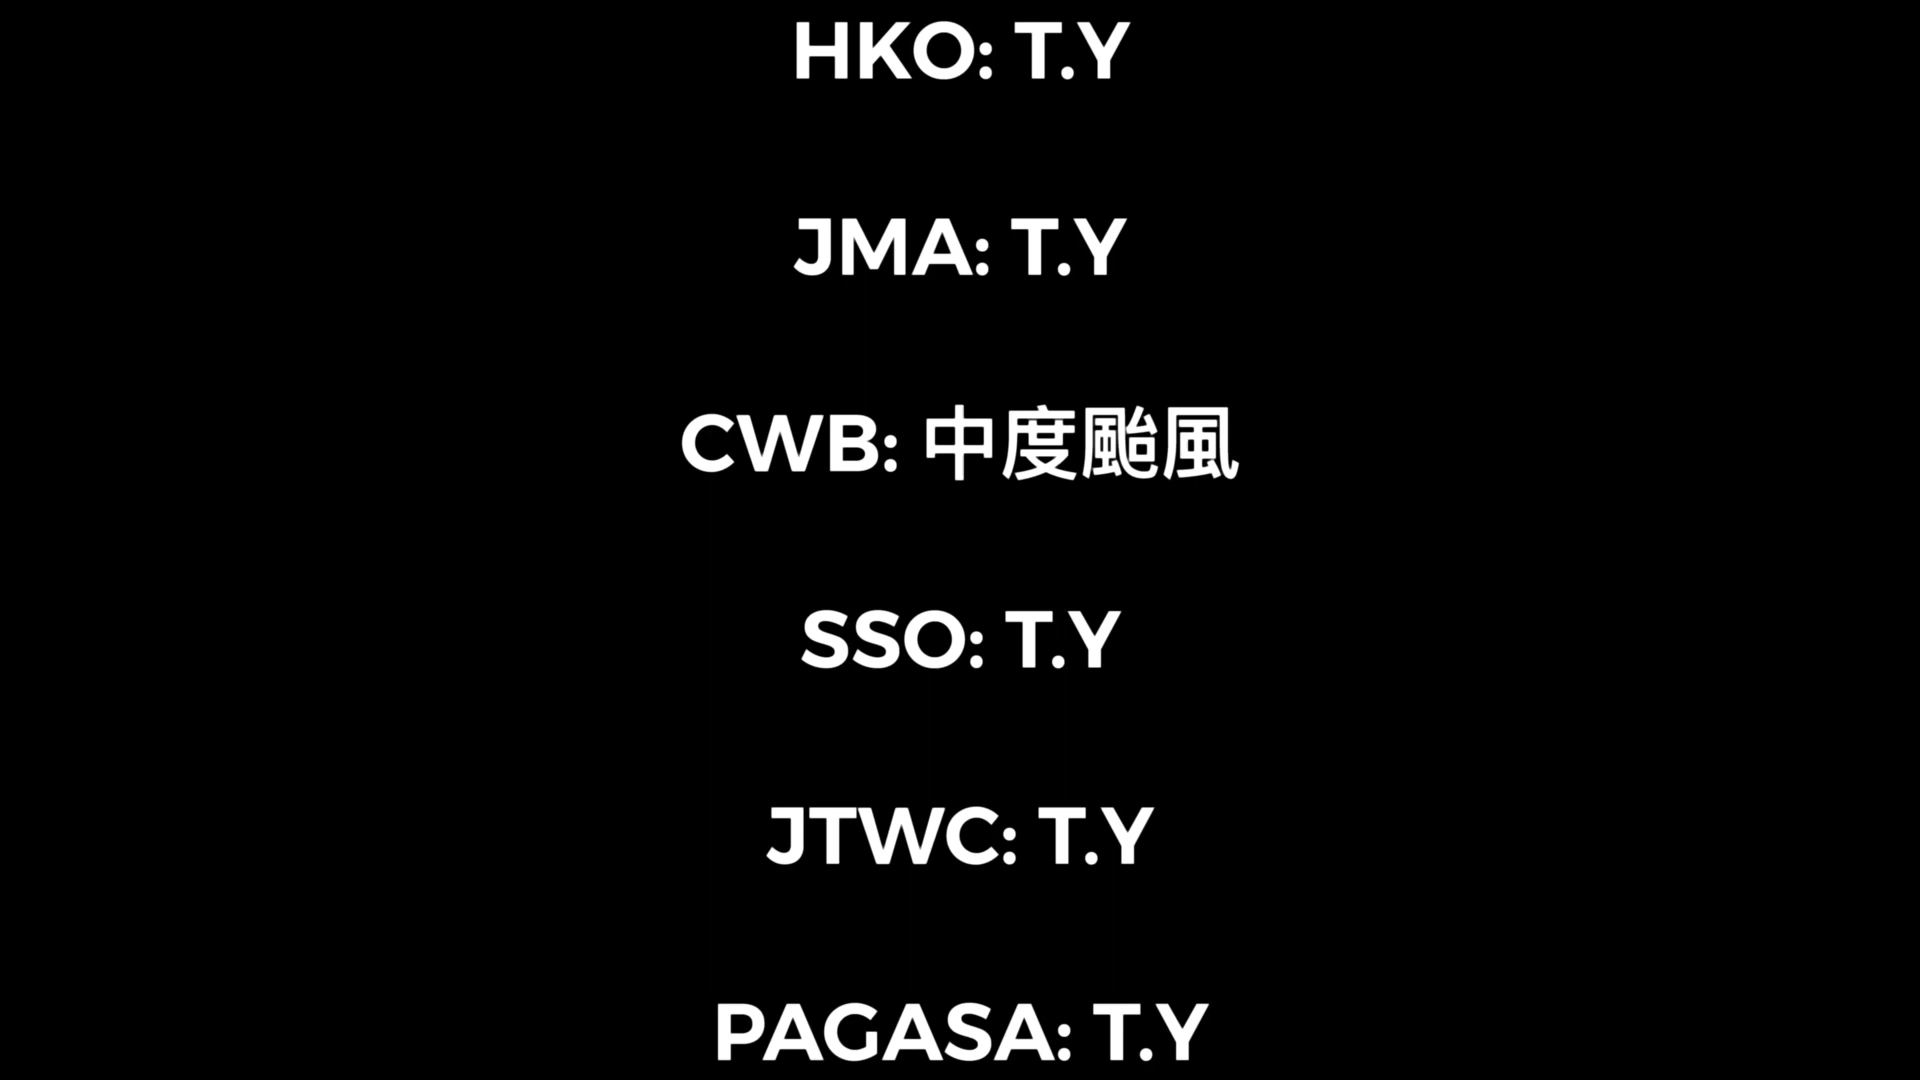 HKO: T.Y
JMA: T.Y
CWB: 中度颱風
SSO: T.Y
JTWC: T.Y
PAGASA: T.Y